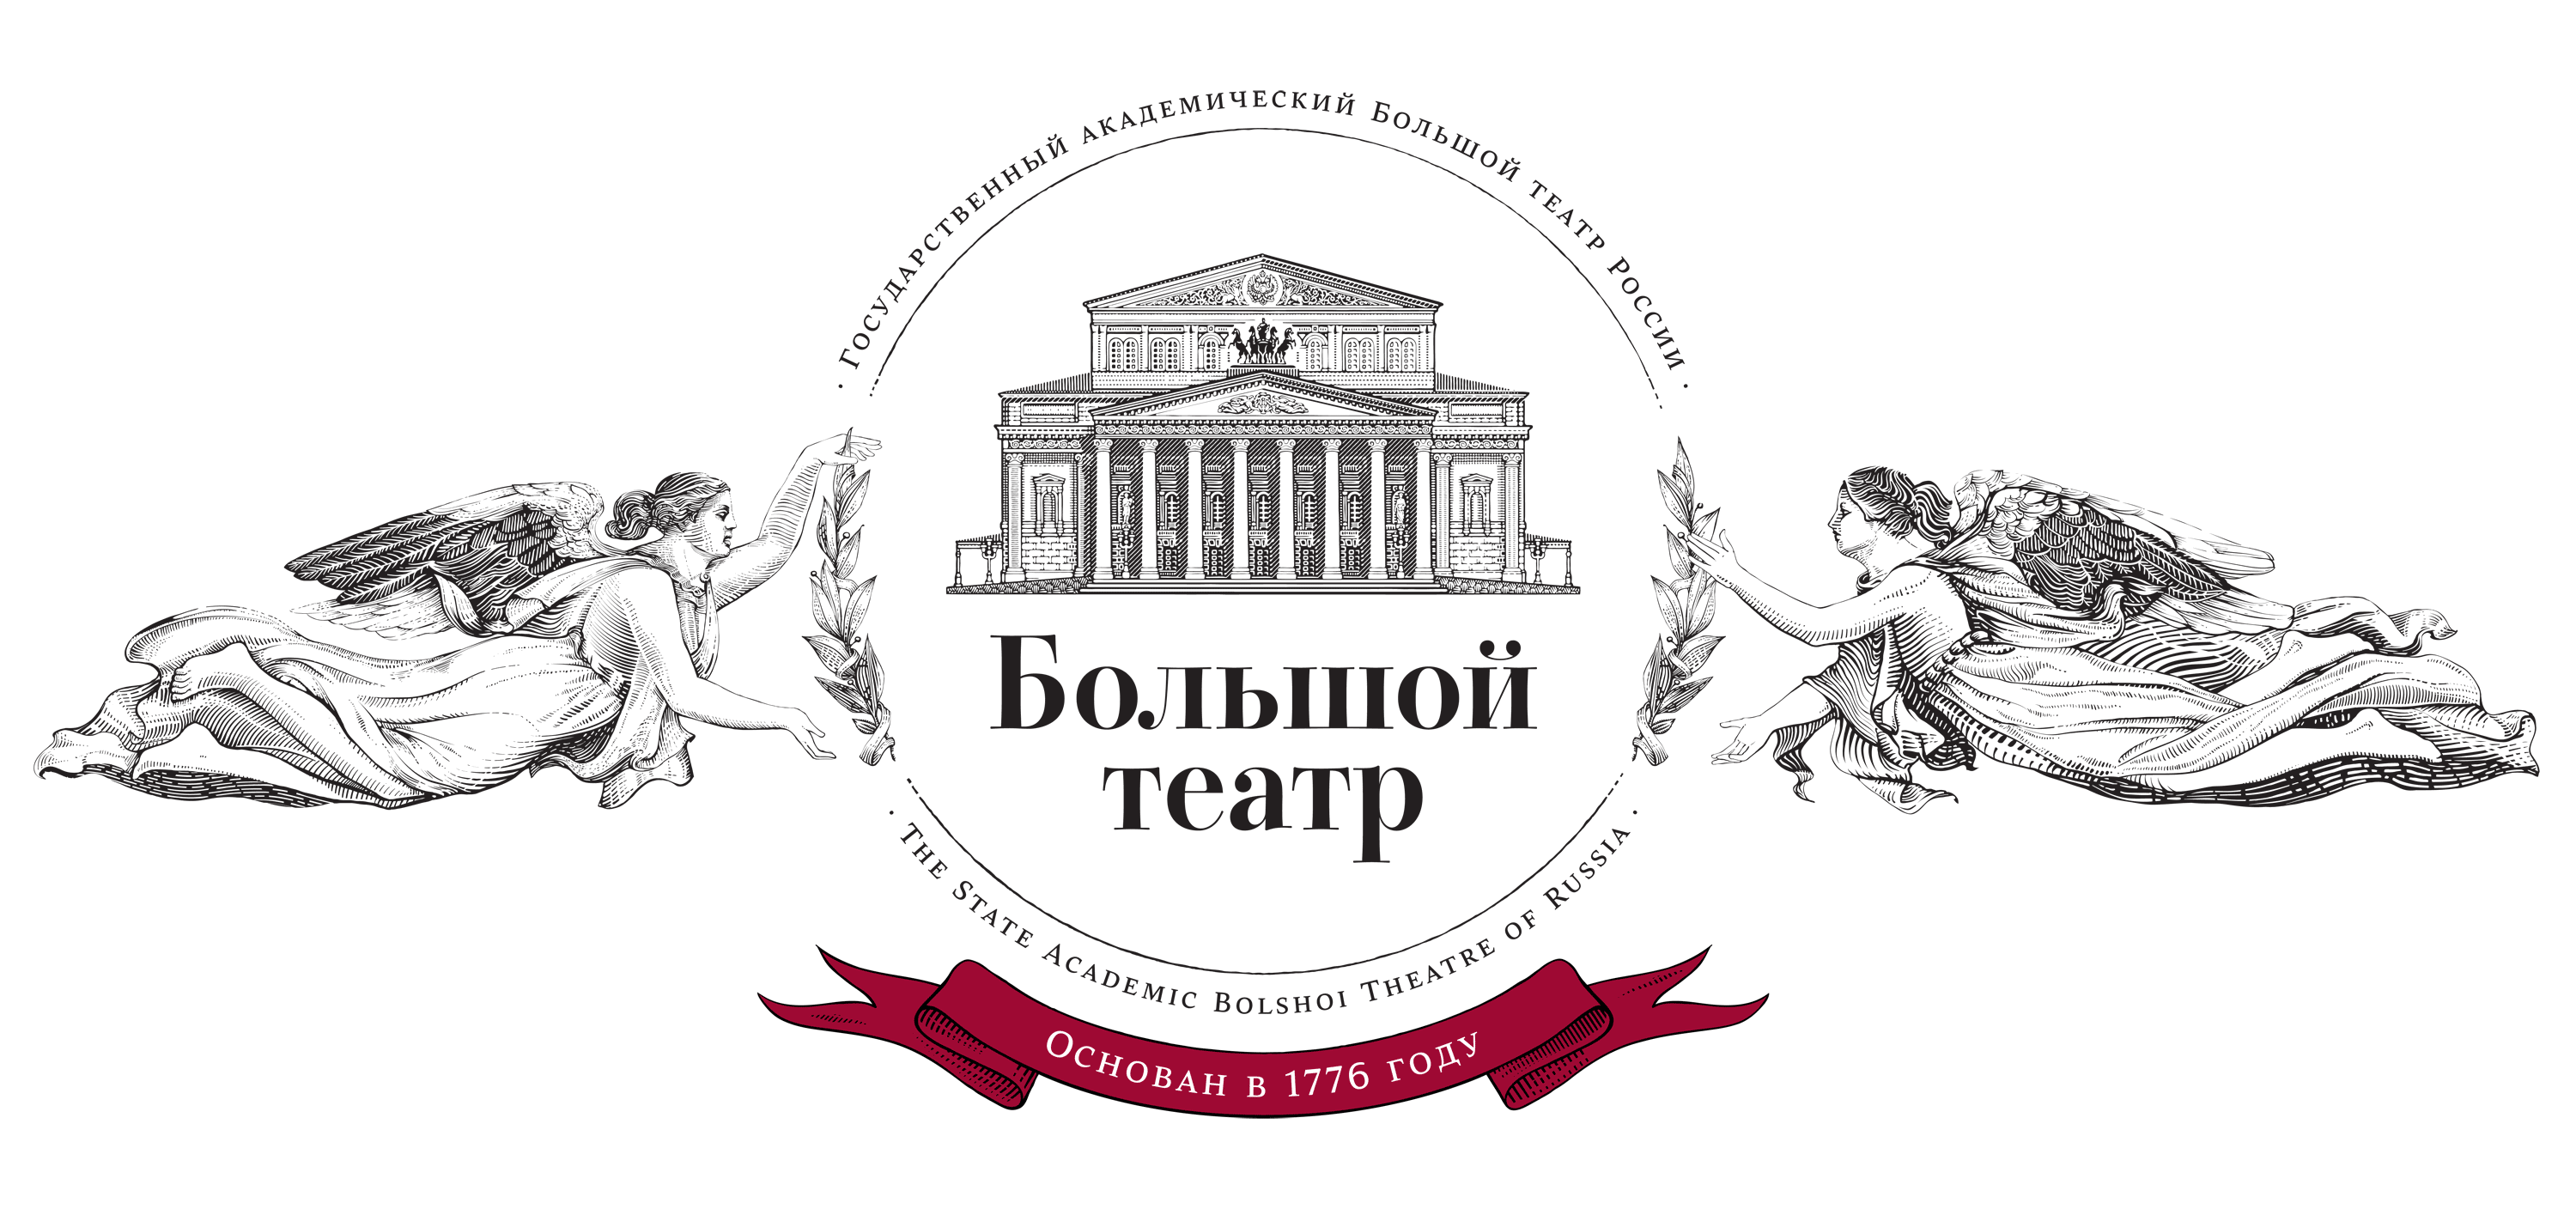 · Государственный академический Большой театр России ·
Большой
театр
· The State Academic Bolshoi Theatre of Russia ·
Основан в 1776 году